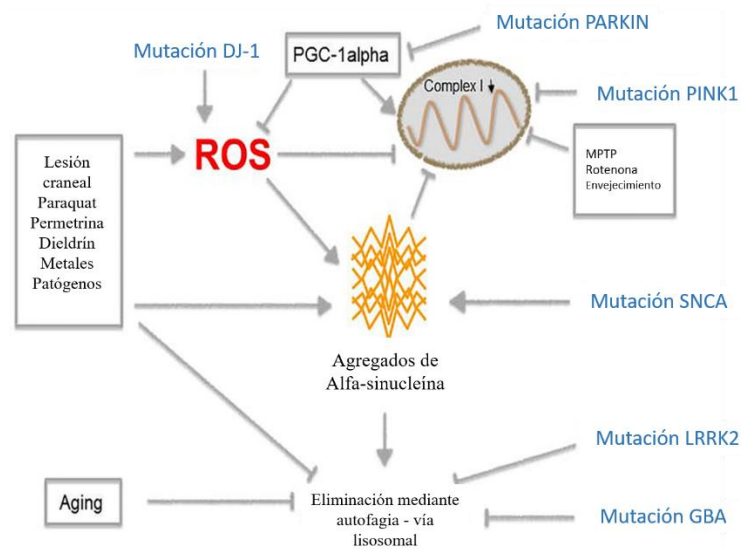 Mutación PARKIN
Mutación DJ-1
PGC-1alpha
Complex I
Mutación PINK1
ROS
MPTP
Rotenona
Envejecimiento
Lesión
craneal
Paraquat
Permetrina
Dieldrín
Metales
Patógenos
Mutación SNCA
Agregados de
Alfa-sinucleína
Mutación LRRK2
Aging
Eliminación mediante
autofagia - vía
lisosomal
Mutación GBA